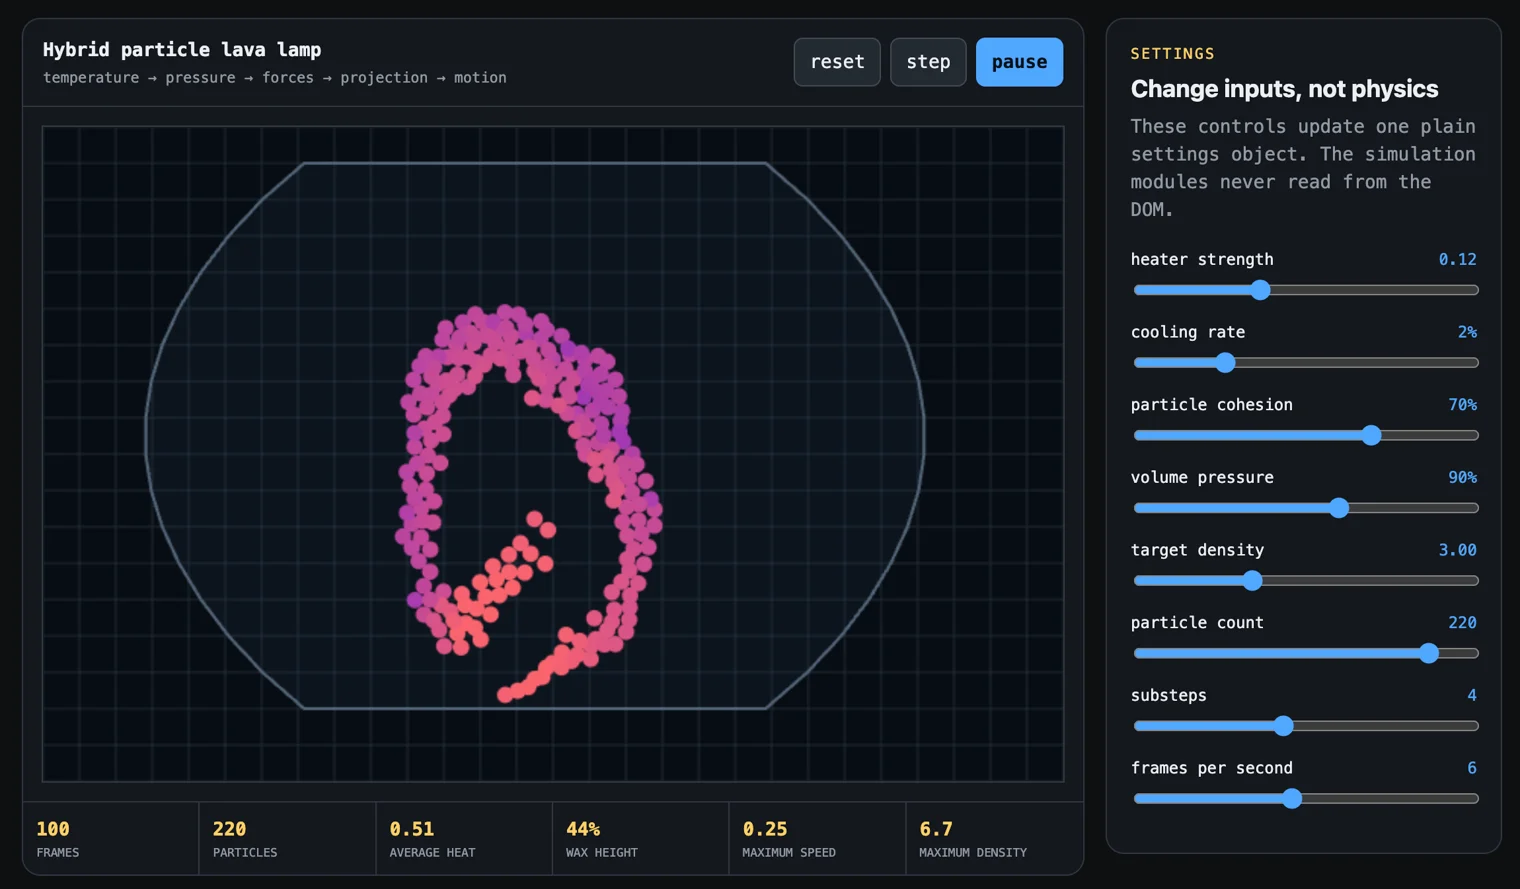 Hybrid particle lava lamp
temperature → pressure → forces → projection → motion
reset
step
pause
SETTINGS
Change inputs, not physics
These controls update one plain
settings object. The simulation
modules never read from the
DOM.
heater strength 0.12
cooling rate 2%
particle cohesion 70%
volume pressure 90%
target density 3.00
particle count 220
substeps 4
frames per second 6
100
FRAMES
220
PARTICLES
0.51
AVERAGE HEAT
44%
WAX HEIGHT
0.25
MAXIMUM SPEED
6.7
MAXIMUM DENSITY